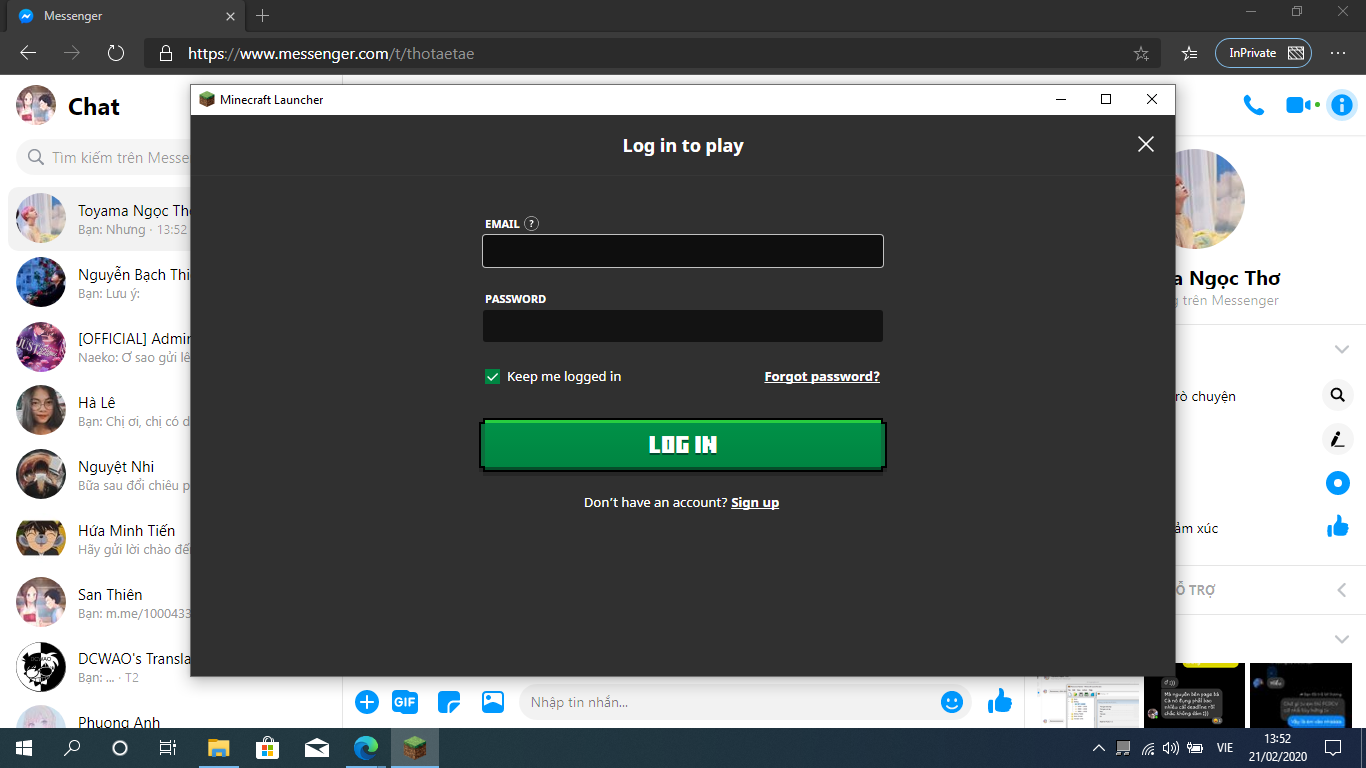 Messenger
https://www.messenger.com/t/thotaetae
InPrivate
Chat
Tìm kiếm trên Messe
Toyama Ngọc Thơ
Bạn: Nhưng · 13:52
Nguyễn Bạch Thi
Bạn: Lưu ý:
[OFFICIAL] Admin
Naeko: Ơ sao gửi lê
Hà Lê
Bạn: Chị ơi, chị có d
Nguyệt Nhi
Bữa sau đổi chiêu p
Hứa Minh Tiến
Hãy gửi lời chào đế
San Thiên
Bạn: m.me/1000433
DCWAO's Transla
Bạn: ... · T2
Phuong Anh
Minecraft Launcher
Log in to play
EMAIL ?
PASSWORD
Keep me logged in
Forgot password?
LOG IN
Don't have an account? Sign up
a Ngọc Thơ
g trên Messenger
rò chuyện
ảm xúc
Ỗ TRỢ
GIF
Nhập tin nhắn...
VIE
13:52
21/02/2020